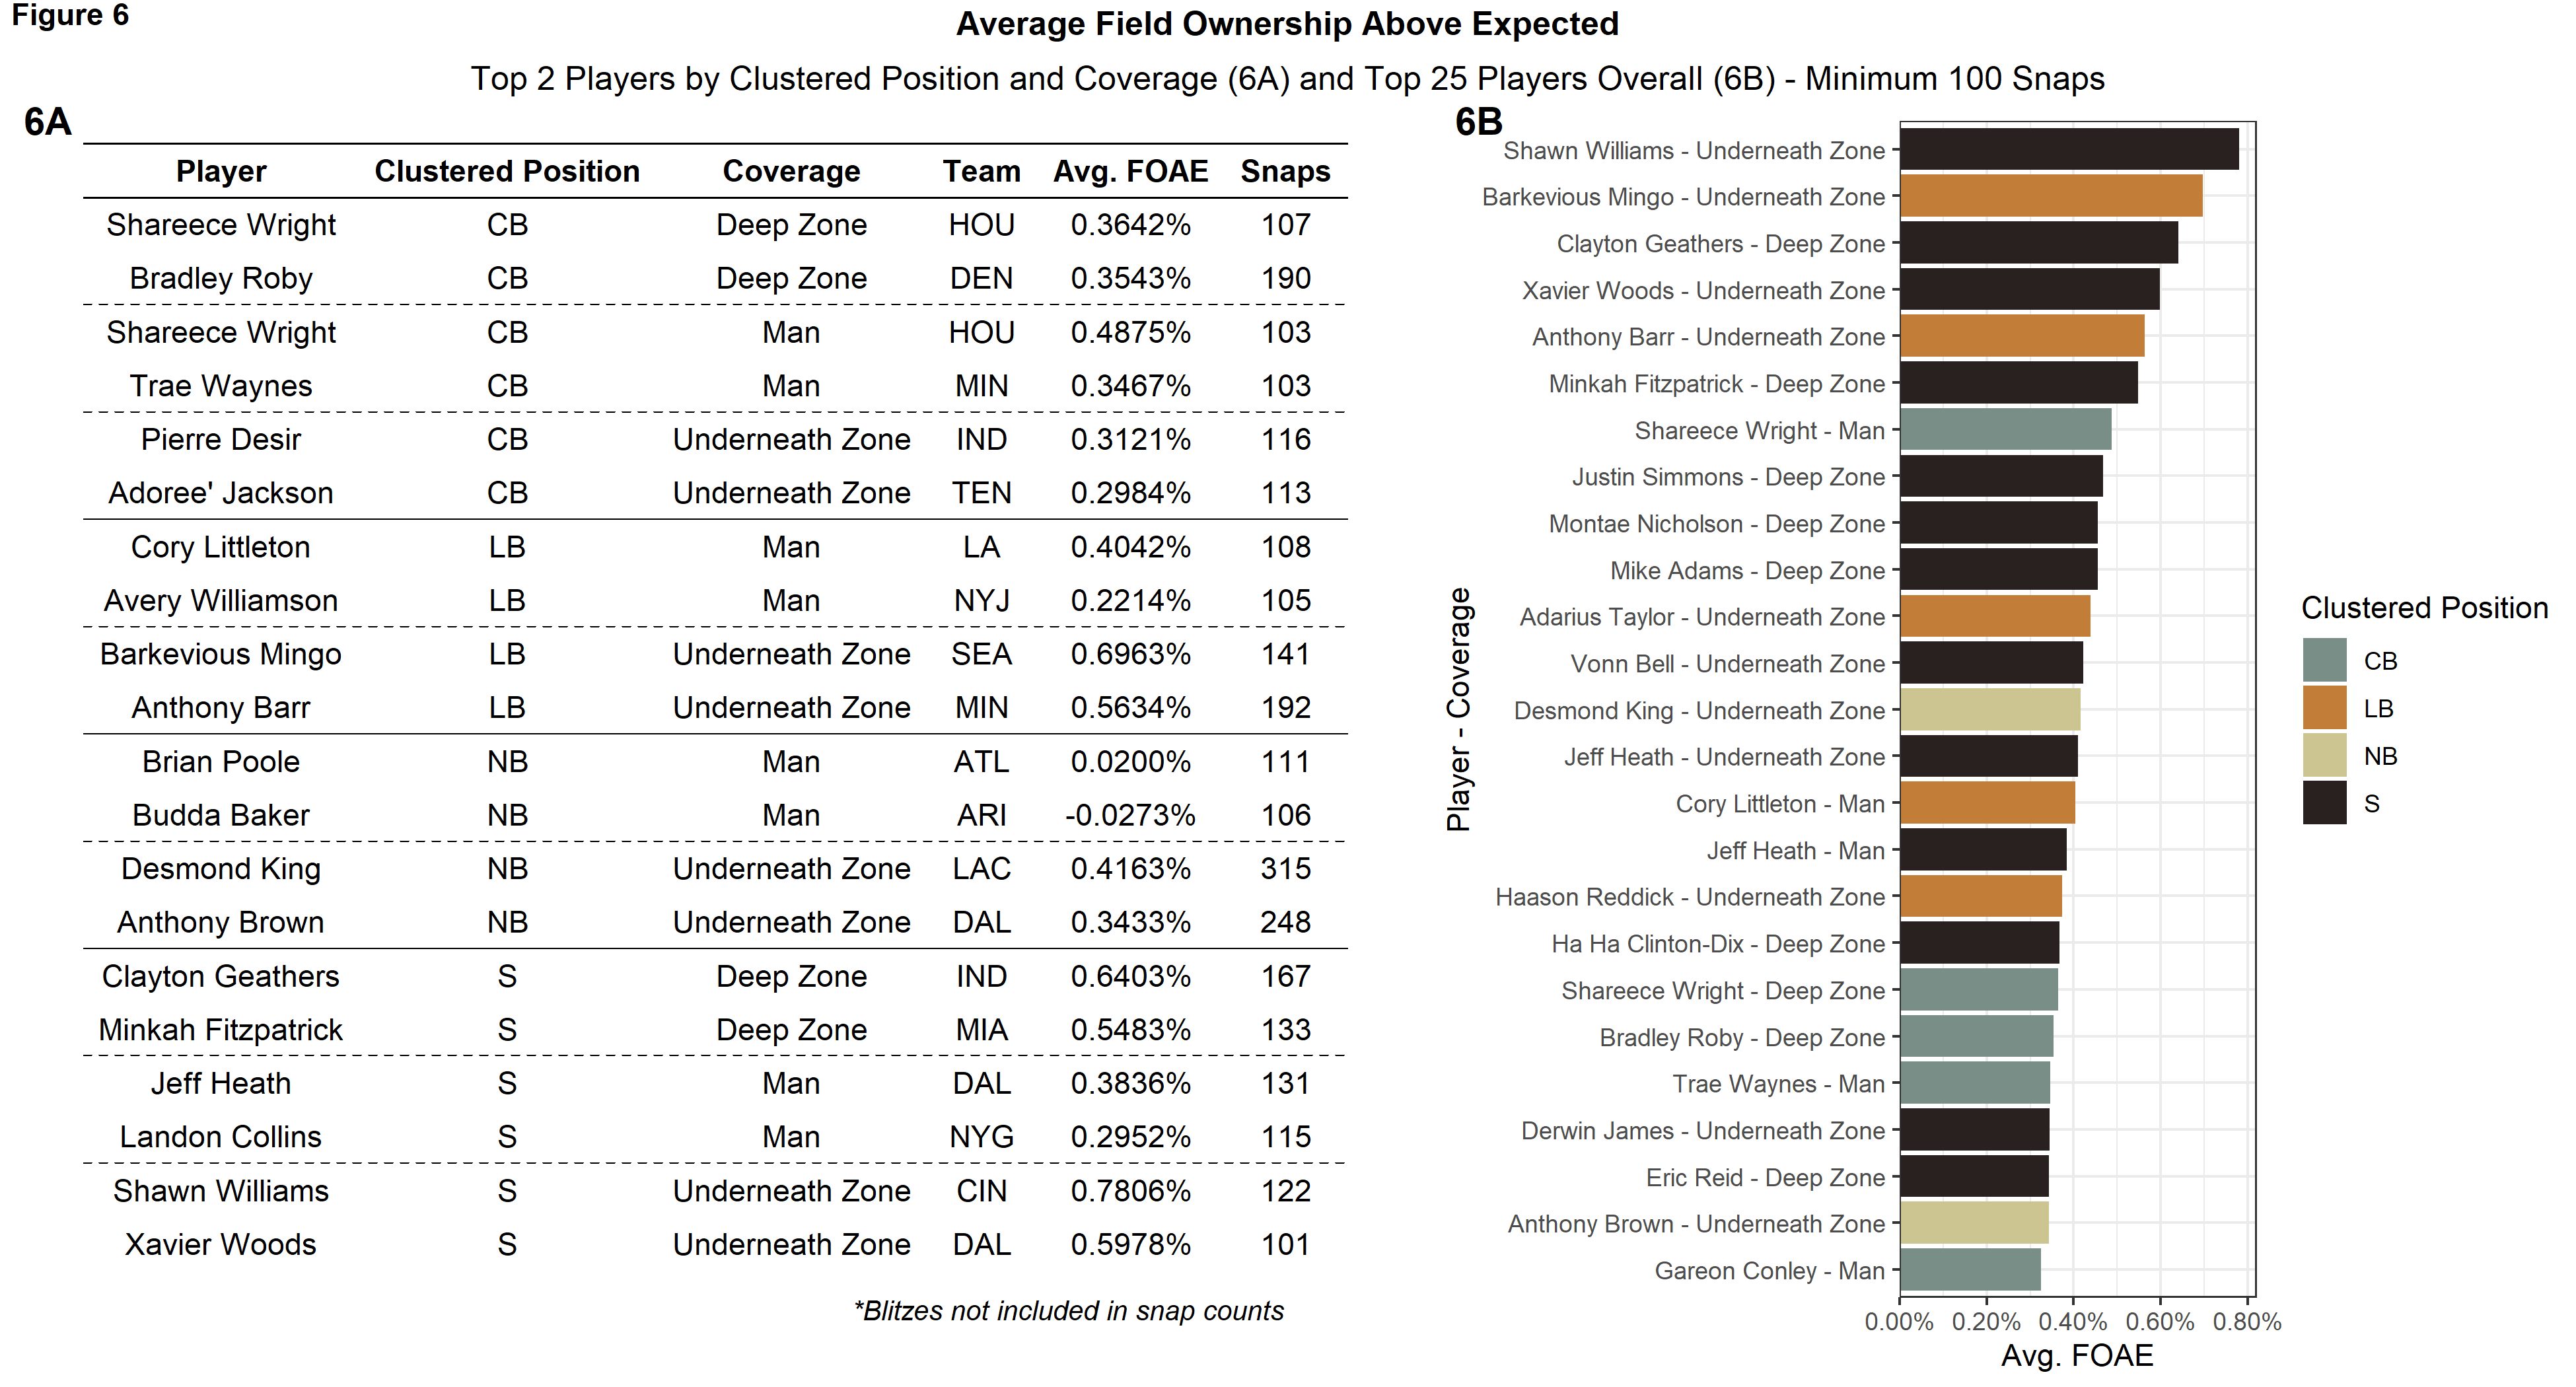 Figure 6
Average Field Ownership Above Expected
Top 2 Players by Clustered Position and Coverage (6A) and Top 25 Players Overall (6B) - Minimum 100 Snaps
6A
Player Clustered Position Coverage Team Avg. FOAE Snaps
Shareece Wright CB Deep Zone HOU 0.3642% 107
Bradley Roby CB Deep Zone DEN 0.3543% 190
Shareece Wright CB Man HOU 0.4875% 103
Trae Waynes CB Man MIN 0.3467% 103
Pierre Desir CB Underneath Zone IND 0.3121% 116
Adoree' Jackson CB Underneath Zone TEN 0.2984% 113
Cory Littleton LB Man LA 0.4042% 108
Avery Williamson LB Man NYJ 0.2214% 105
Barkevious Mingo LB Underneath Zone SEA 0.6963% 141
Anthony Barr LB Underneath Zone MIN 0.5634% 192
Brian Poole NB Man ATL 0.0200% 111
Budda Baker NB Man ARI -0.0273% 106
Desmond King NB Underneath Zone LAC 0.4163% 315
Anthony Brown NB Underneath Zone DAL 0.3433% 248
Clayton Geathers S Deep Zone IND 0.6403% 167
Minkah Fitzpatrick S Deep Zone MIA 0.5483% 133
Jeff Heath S Man DAL 0.3836% 131
Landon Collins S Man NYG 0.2952% 115
Shawn Williams S Underneath Zone CIN 0.7806% 122
Xavier Woods S Underneath Zone DAL 0.5978% 101
*Blitzes not included in snap counts
6B
Player - Coverage
Shawn Williams - Underneath Zone
Barkevious Mingo - Underneath Zone
Clayton Geathers - Deep Zone
Xavier Woods - Underneath Zone
Anthony Barr - Underneath Zone
Minkah Fitzpatrick - Deep Zone
Shareece Wright - Man
Justin Simmons - Deep Zone
Montae Nicholson - Deep Zone
Mike Adams - Deep Zone
Adarius Taylor - Underneath Zone
Vonn Bell - Underneath Zone
Desmond King - Underneath Zone
Jeff Heath - Underneath Zone
Cory Littleton - Man
Jeff Heath - Man
Haason Reddick - Underneath Zone
Ha Ha Clinton-Dix - Deep Zone
Shareece Wright - Deep Zone
Bradley Roby - Deep Zone
Trae Waynes - Man
Derwin James - Underneath Zone
Eric Reid - Deep Zone
Anthony Brown - Underneath Zone
Gareon Conley - Man
0.00% 0.20% 0.40% 0.60% 0.80%
Avg. FOAE
Clustered Position
CB
LB
NB
S